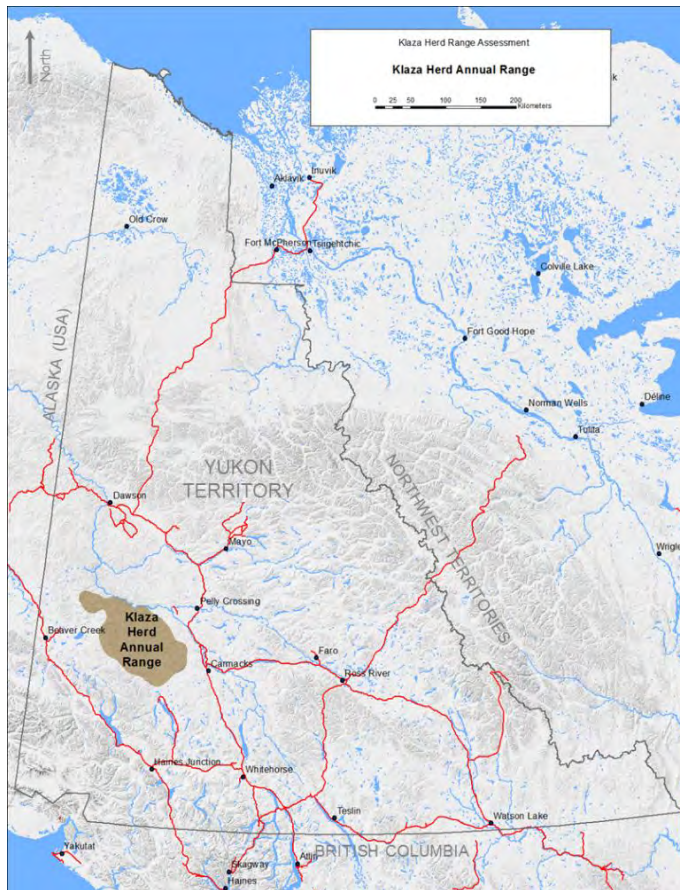 North
Klaza Herd Range Assessment
Klaza Herd Annual Range
0 25 50 100 150 200
Kilometers
k
Inuvik
Aklavik
Old Crow
Fort McPherson
Tsiigehtchic
Colville Lake
Fort Good Hope
ALASKA (USA)
Norman Wells
Déline
Tulita
YUKON
TERRITORY
NORTHWEST TERRITORIES
Dawson
Mayo
Wrigle
Pelly Crossing
Klaza
Herd
Annual
Range
Beaver Creek
Faro
Carmacks
Ross River
Haines Junction
Whitehorse
Teslin
Watson Lake
Yakutat
BRITISH COLUMBIA
Skagway
Atlin
Haines